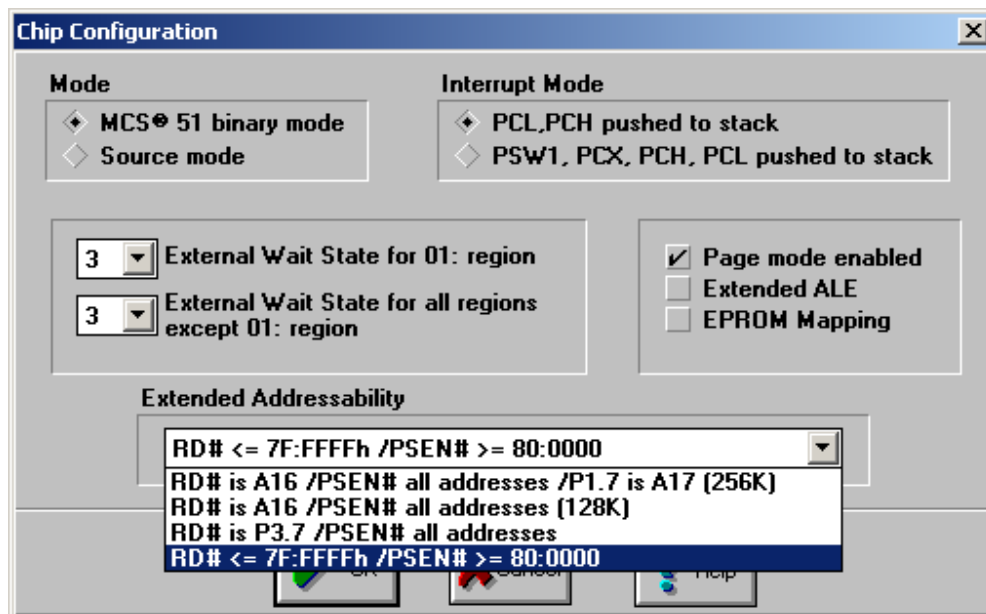 Chip Configuration
Mode
MCS® 51 binary mode
Source mode
Interrupt Mode
PCL,PCH pushed to stack
PSW1, PCX, PCH, PCL pushed to stack
3 External Wait State for 01: region
3 External Wait State for all regions
except 01: region
Page mode enabled
Extended ALE
EPROM Mapping
Extended Addressability
RD# <= 7F:FFFFh /PSEN# >= 80:0000
RD# is A16 /PSEN# all addresses /P1.7 is A17 (256K)
RD# is A16 /PSEN# all addresses (128K)
RD# is P3.7 /PSEN# all addresses
RD# <= 7F:FFFFh /PSEN# >= 80:0000
OK Cancel Help